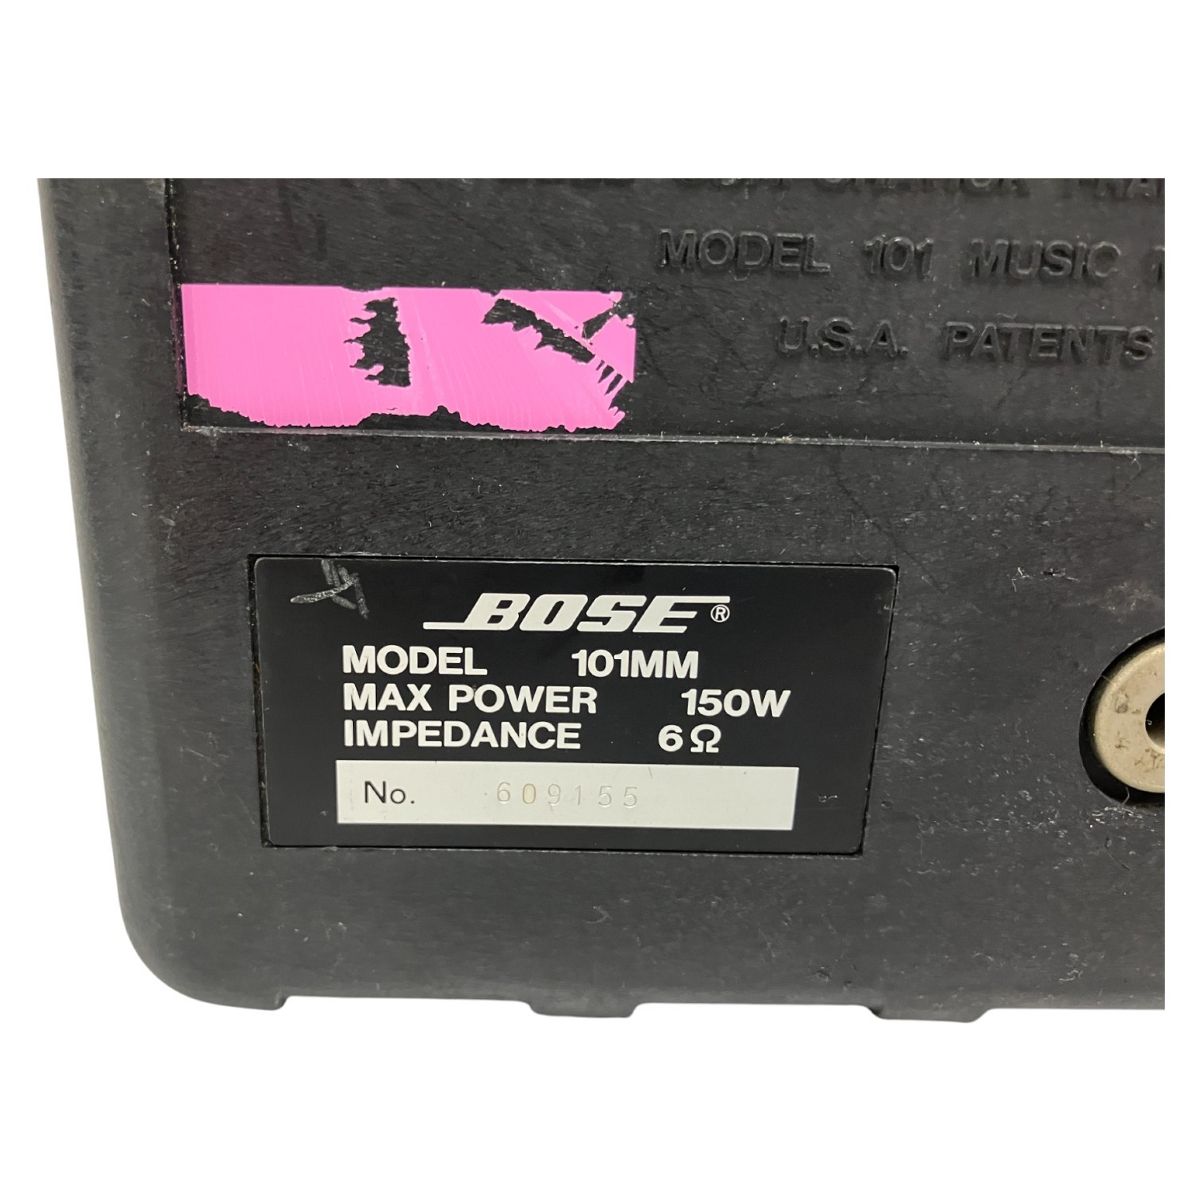 MODEL 101 MUSIC
U.S.A. PATENTS
BOSE®
MODEL 101MM
MAX POWER 150W
IMPEDANCE 6Ω
No. 609155